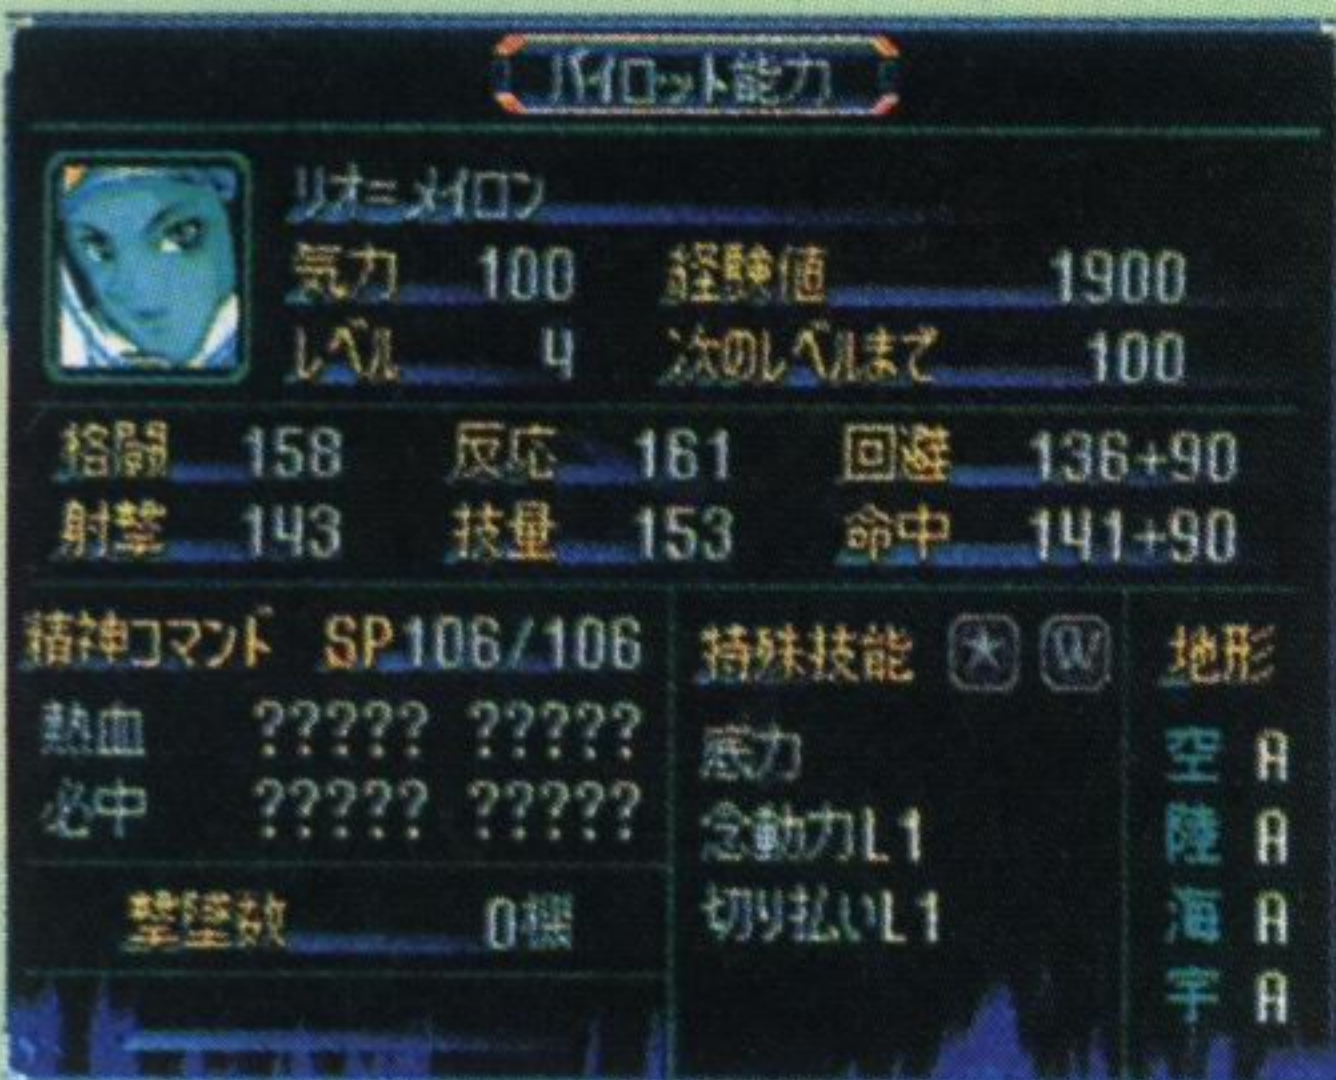 パイロット能力
リオ=メイロン
気力 100 経験値 1900
レベル 4 次のレベルまで 100
格闘 158 反応 161 回避 136+90
射撃 143 技量 153 命中 141+90
精神コマンド SP106/106
熱血 ????? ?????
必中 ????? ?????
撃墜数 0機
特殊技能 ★ W
底力
念動力L1
切り払いL1
地形
空 A
陸 A
海 A
宇 A